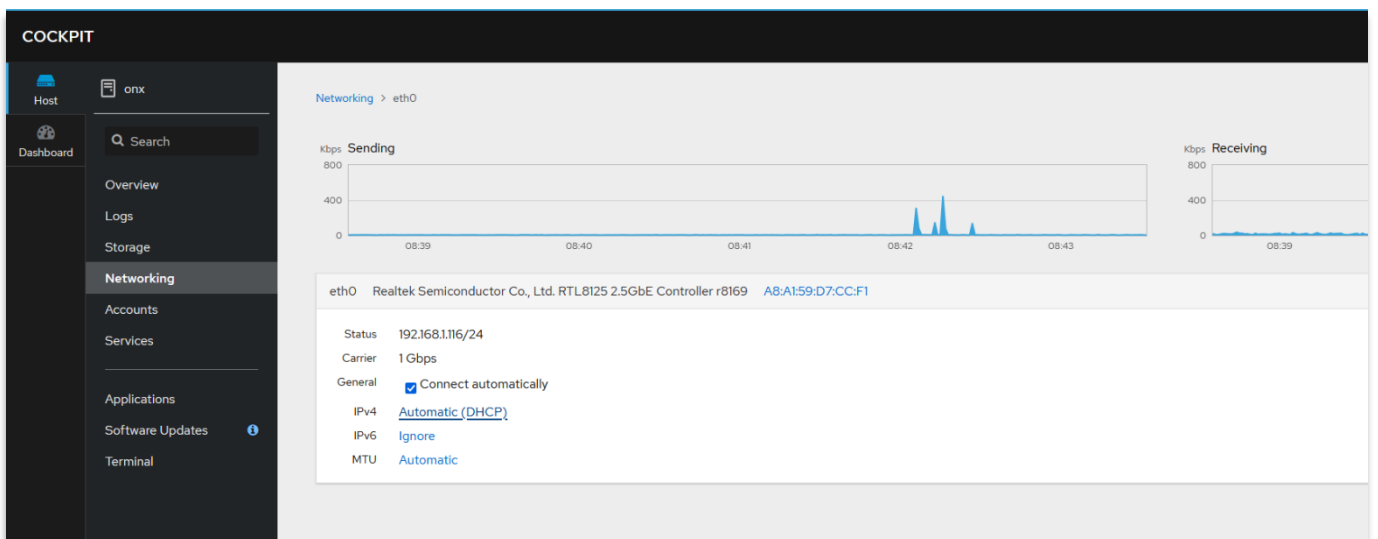 COCKPIT
Host
Dashboard
onx
Search
Overview
Logs
Storage
Networking
Accounts
Services
Applications
Software Updates
Terminal
Networking > eth0
Kbps Sending
800
400
0
08:39 08:40 08:41 08:42 08:43
Kbps Receiving
800
400
0
08:39
eth0 Realtek Semiconductor Co., Ltd. RTL8125 2.5GbE Controller r8169 A8:A1:59:D7:CC:F1
Status 192.168.1.116/24
Carrier 1 Gbps
General Connect automatically
IPv4 Automatic (DHCP)
IPv6 Ignore
MTU Automatic